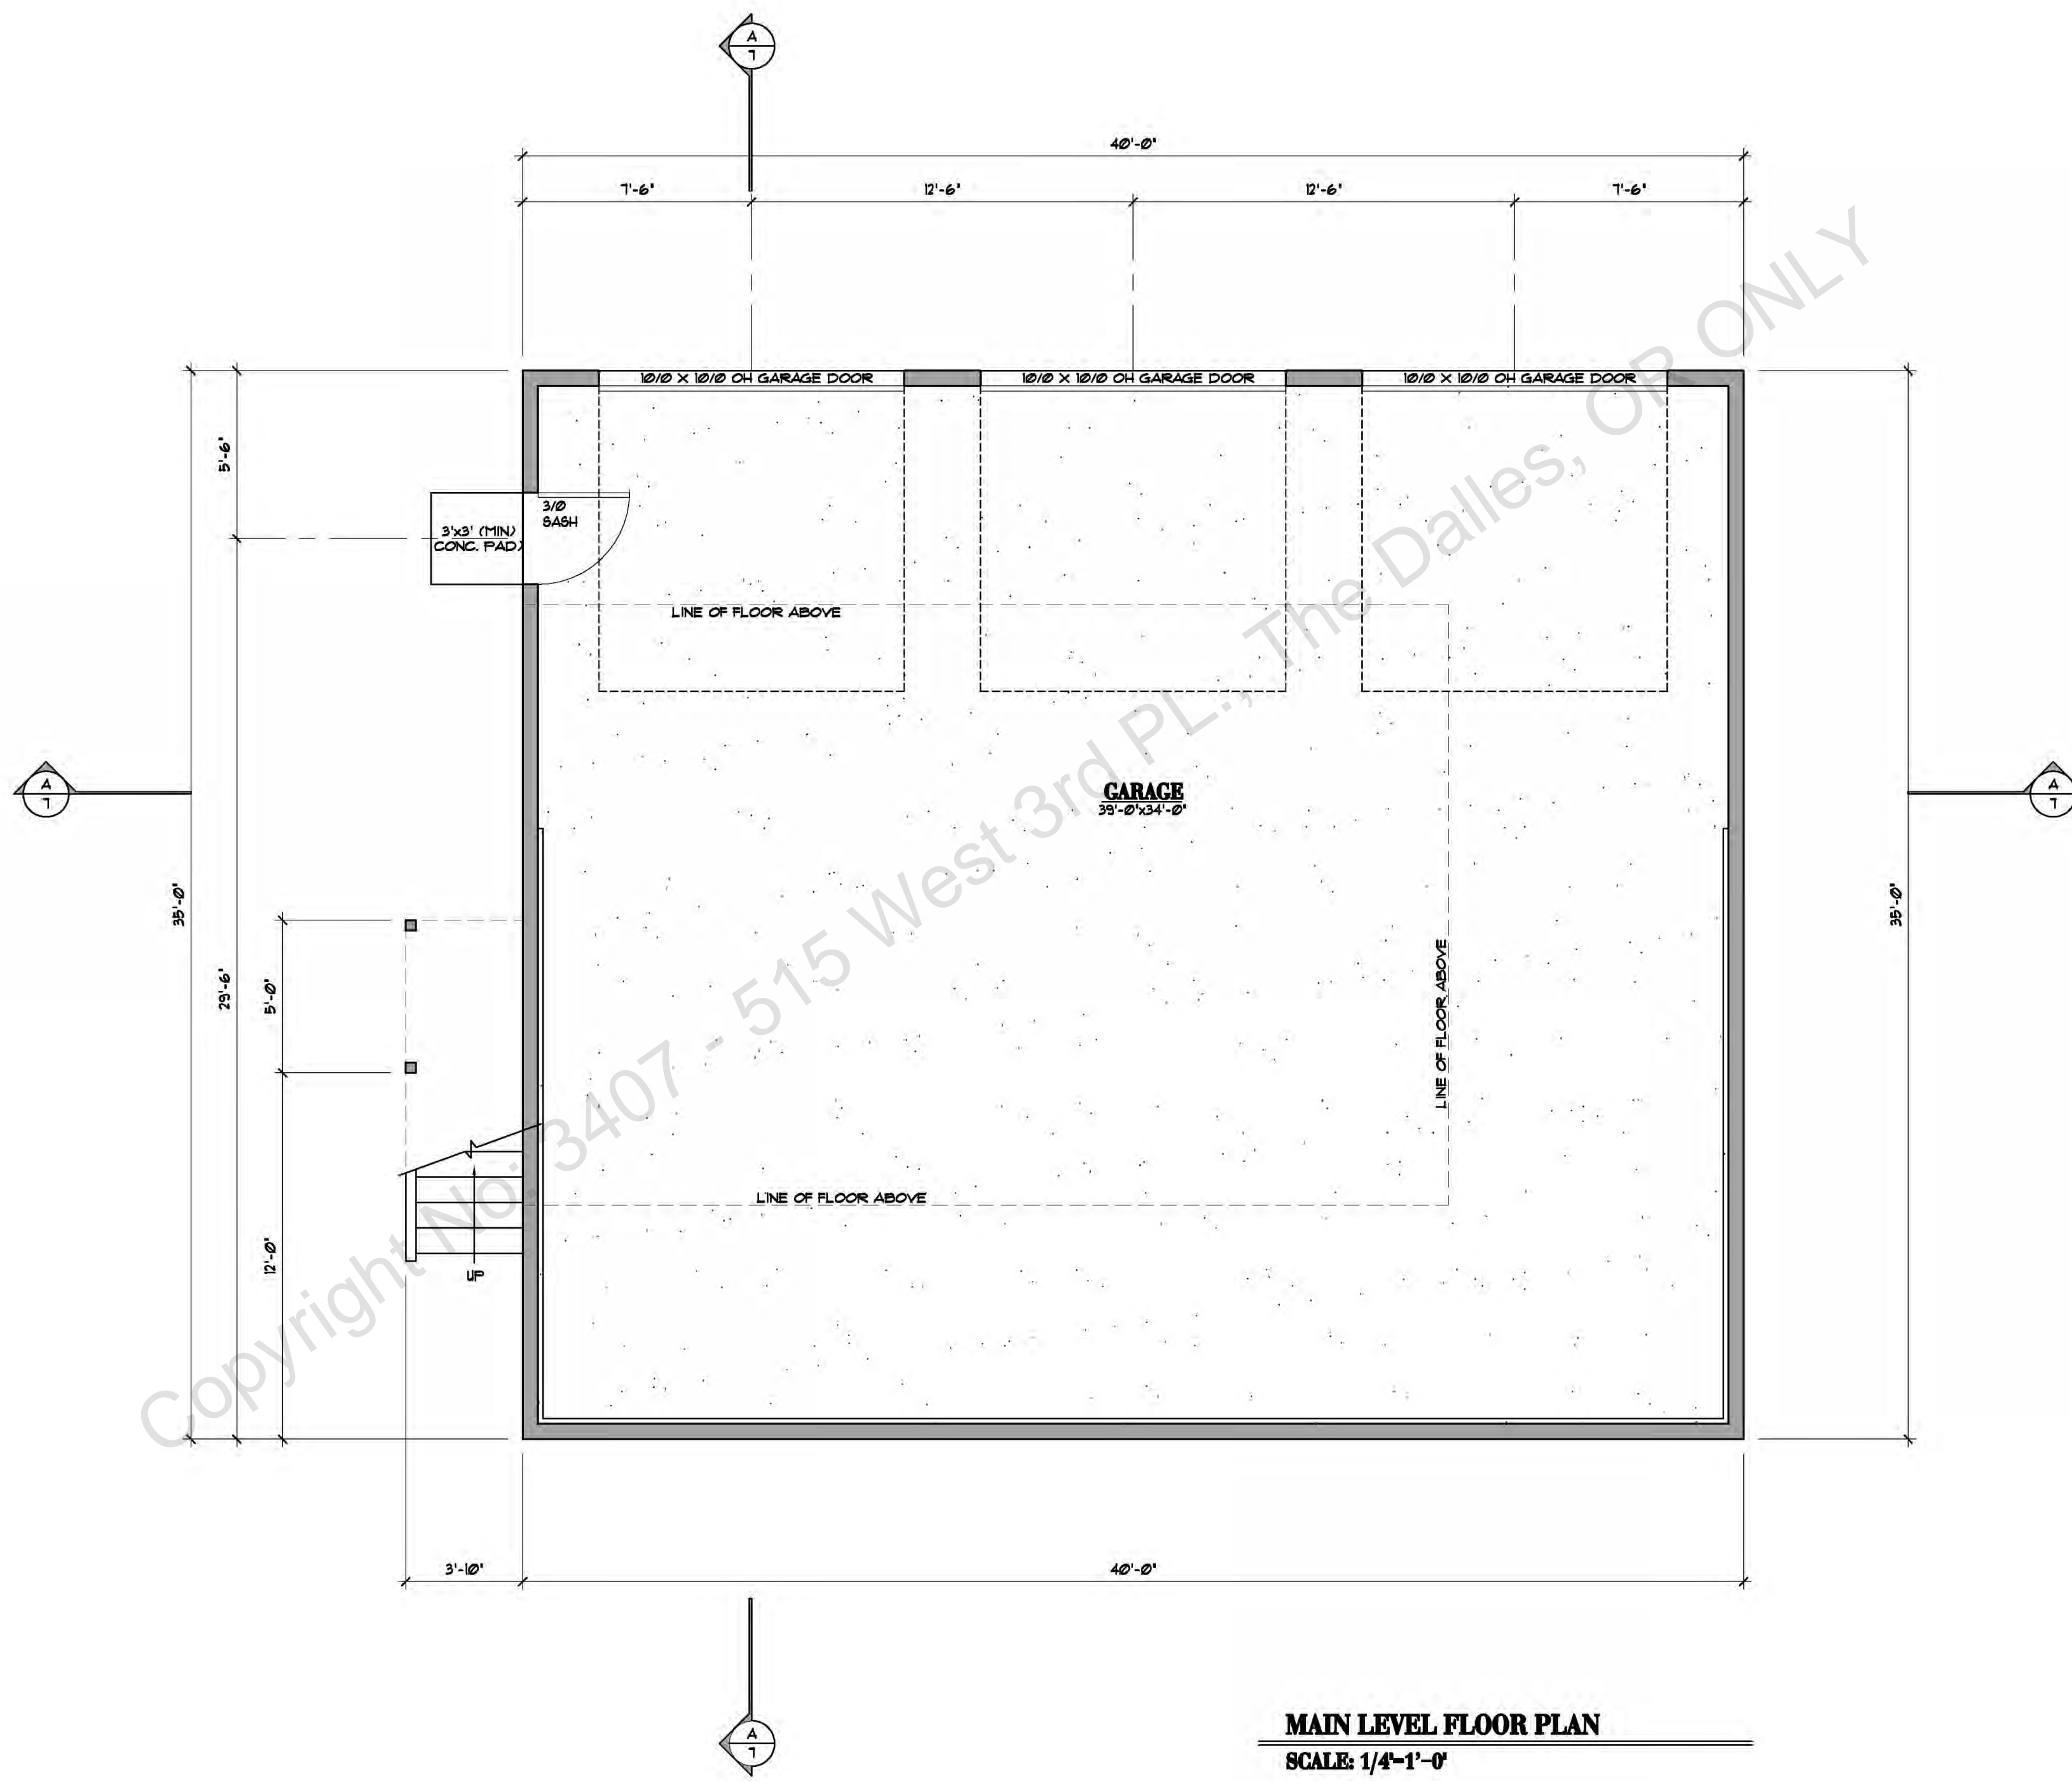 A
7
40'-0"
7'-6"
12'-6"
12'-6"
7'-6"
10/0 X 10/0 OH GARAGE DOOR
10/0 X 10/0 OH GARAGE DOOR
10/0 X 10/0 OH GARAGE DOOR
5'-6"
3/0
SASH
3'x3' (MIN)
CONC. PAD
LINE OF FLOOR ABOVE
A
7
GARAGE
39'-0"x34'-0"
A
7
35'-0"
29'-6"
5'-0"
35'-0"
LINE OF FLOOR ABOVE
LINE OF FLOOR ABOVE
12'-0"
UP
3'-10"
40'-0"
A
7
MAIN LEVEL FLOOR PLAN
SCALE: 1/4"=1'-0"
Copyright No. 3407 - 515 West 3rd PL., The Dalles, OR ONLY